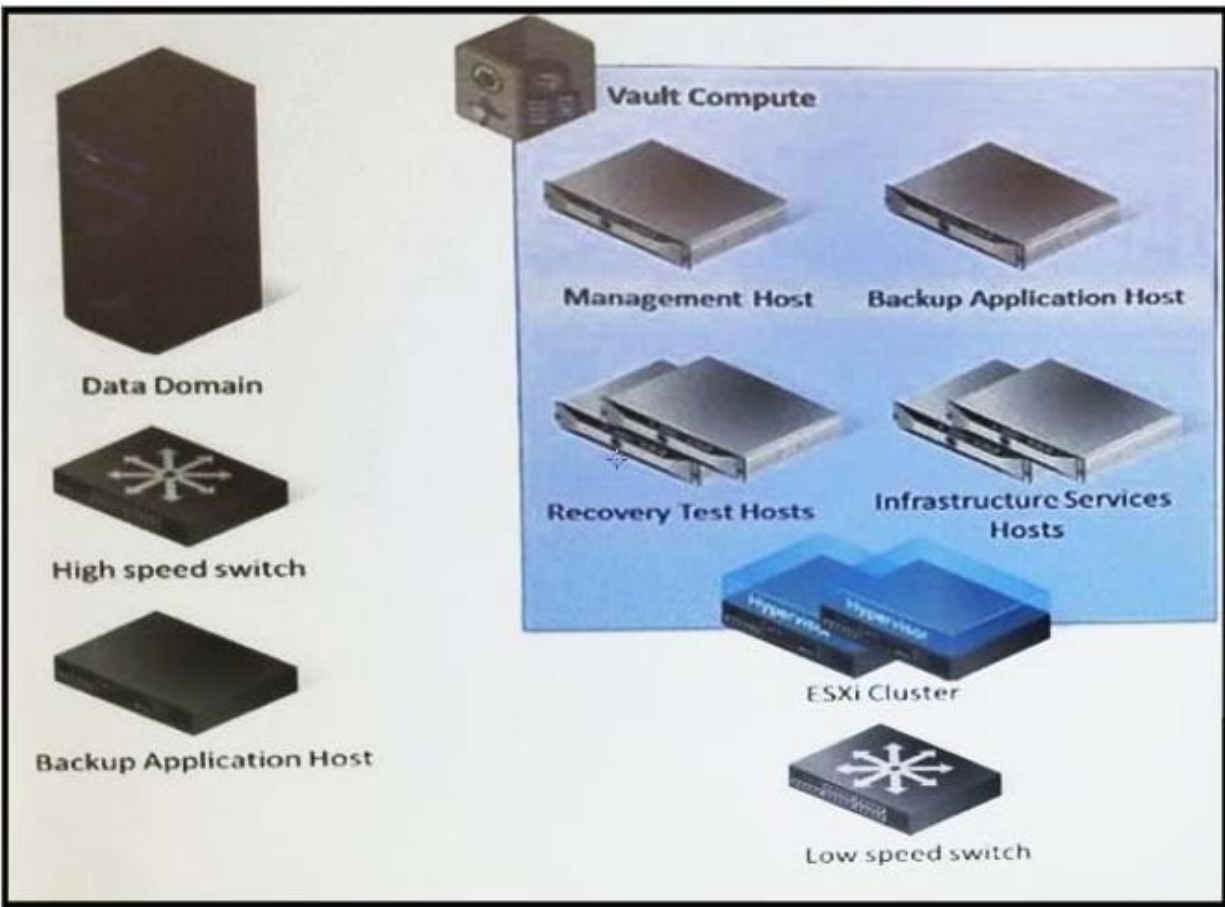 Vault Compute
Management Host
Backup Application Host
Data Domain
Recovery Test Hosts
Infrastructure Services
Hosts
High speed switch
Hypervisor
Hypervisor
ESXi Cluster
Backup Application Host
Low speed switch